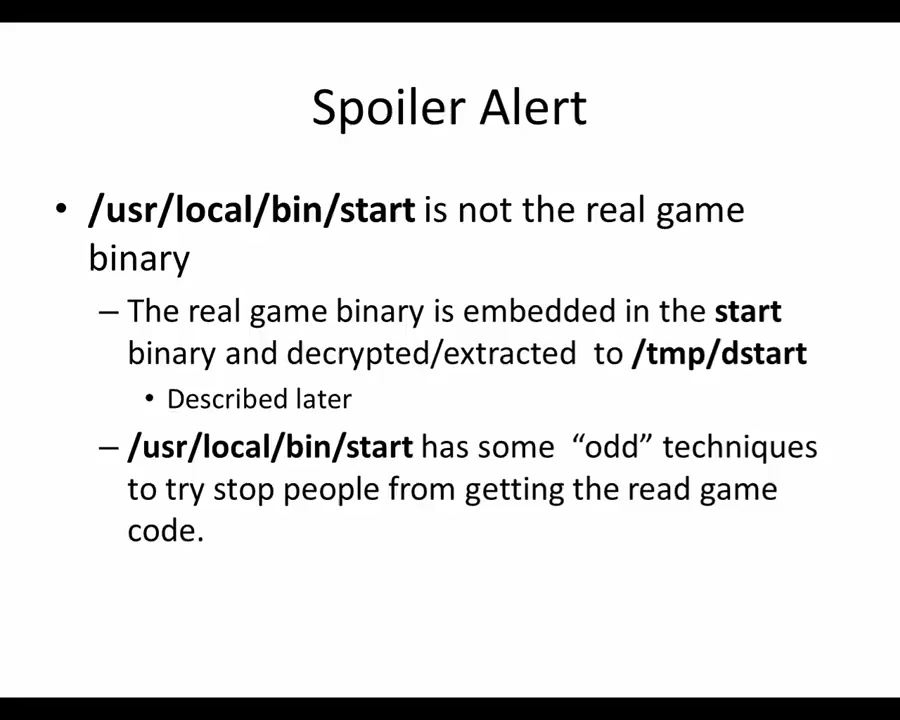 Spoiler Alert
• /usr/local/bin/start is not the real game
binary
– The real game binary is embedded in the start
binary and decrypted/extracted to /tmp/dstart
• Described later
– /usr/local/bin/start has some “odd” techniques
to try stop people from getting the read game
code.